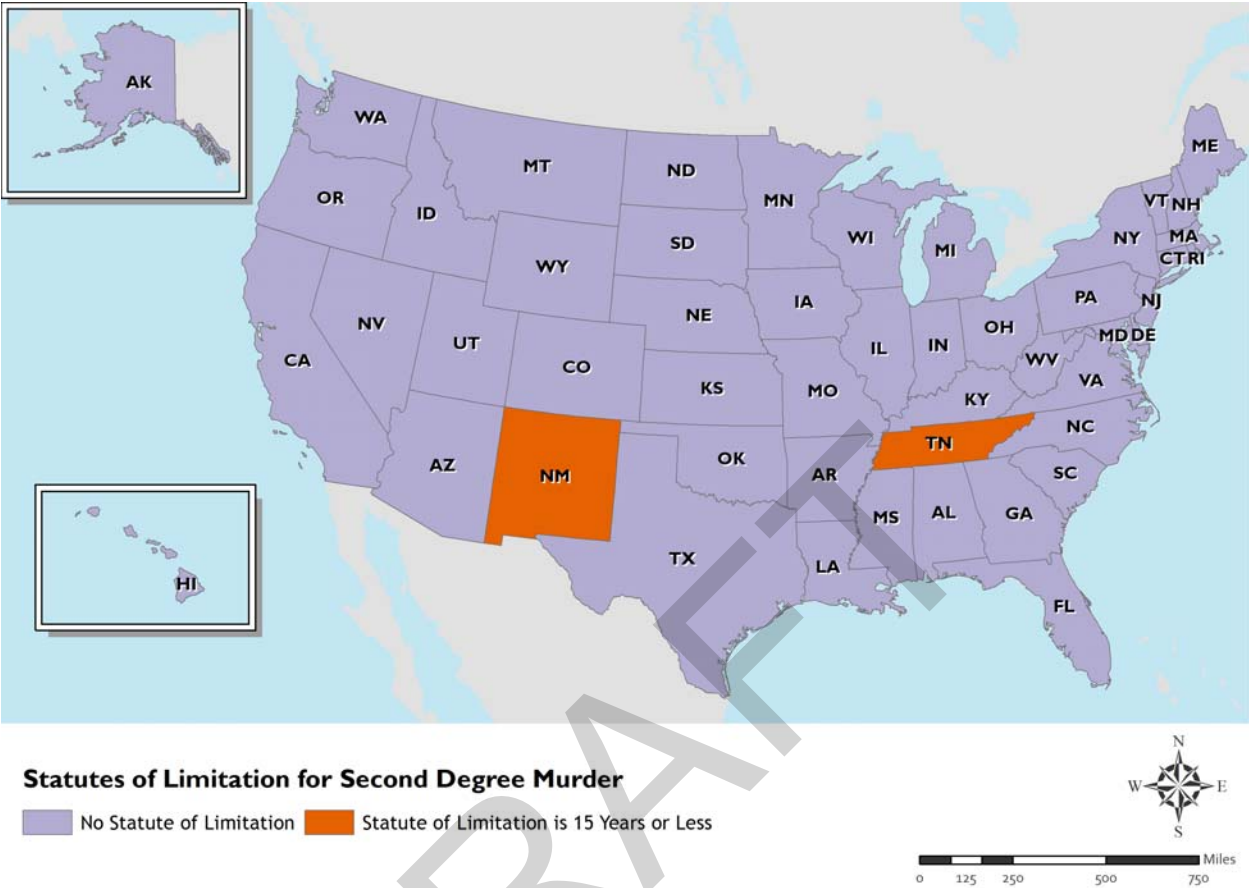 AK
WA
MT
ND
MN
ME
OR
ID
SD
WI
MI
VT NH
NY
MA
CT RI
WY
NE
IA
PA
NJ
NV
UT
CO
IL
IN
OH
MD DE
WV
VA
CA
KS
MO
KY
NC
AZ
NM
OK
AR
TN
SC
MS
AL
GA
TX
LA
FL
HI
DRAFT
Statutes of Limitation for Second Degree Murder
No Statute of Limitation
Statute of Limitation is 15 Years or Less
N
W E
S
Miles
0 125 250 500 750